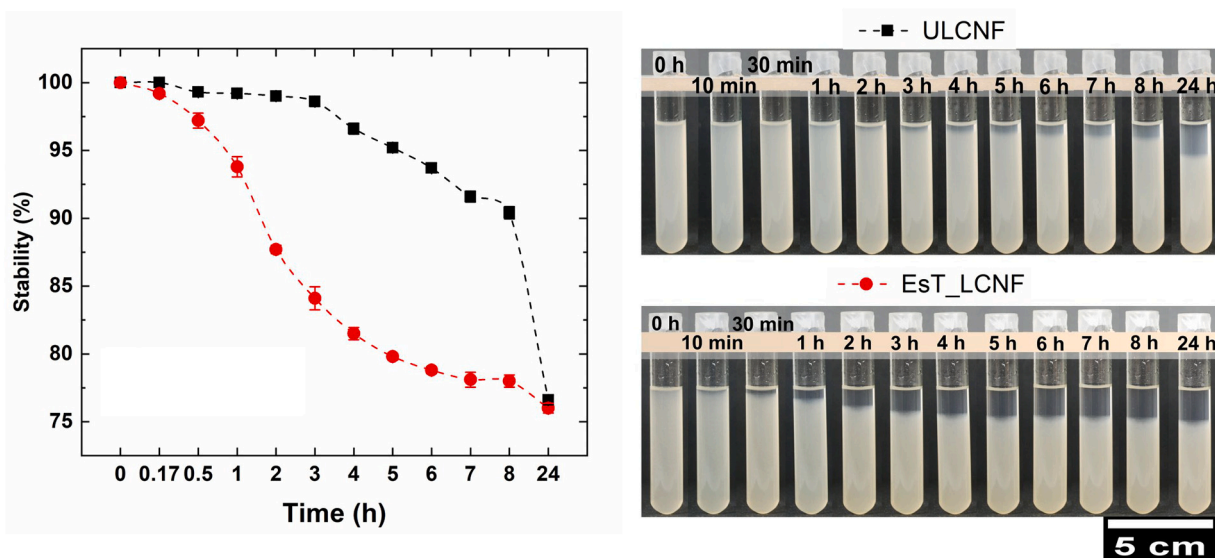 100
95
90
85
80
75
Stability (%)
0 0.17 0.5 1 2 3 4 5 6 7 8 24
Time (h)
ULCNF
0 h 30 min
10 min 1 h 2 h 3 h 4 h 5 h 6 h 7 h 8 h 24 h
EsT_LCNF
0 h 30 min
10 min 1 h 2 h 3 h 4 h 5 h 6 h 7 h 8 h 24 h
5 cm